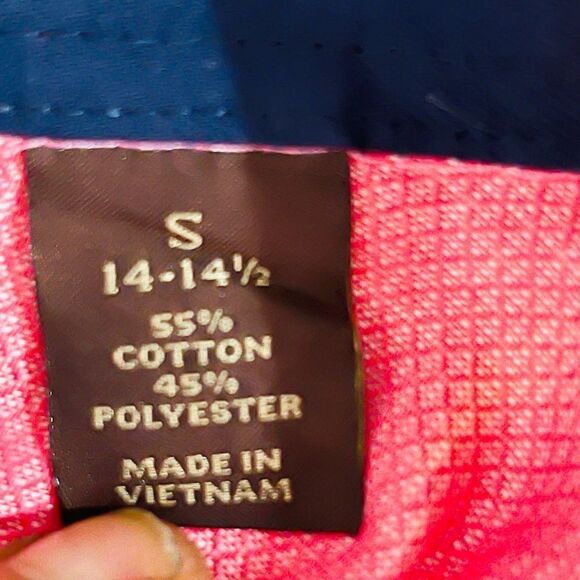 S
14-14½
55%
COTTON
45%
POLYESTER
MADE IN
VIETNAM